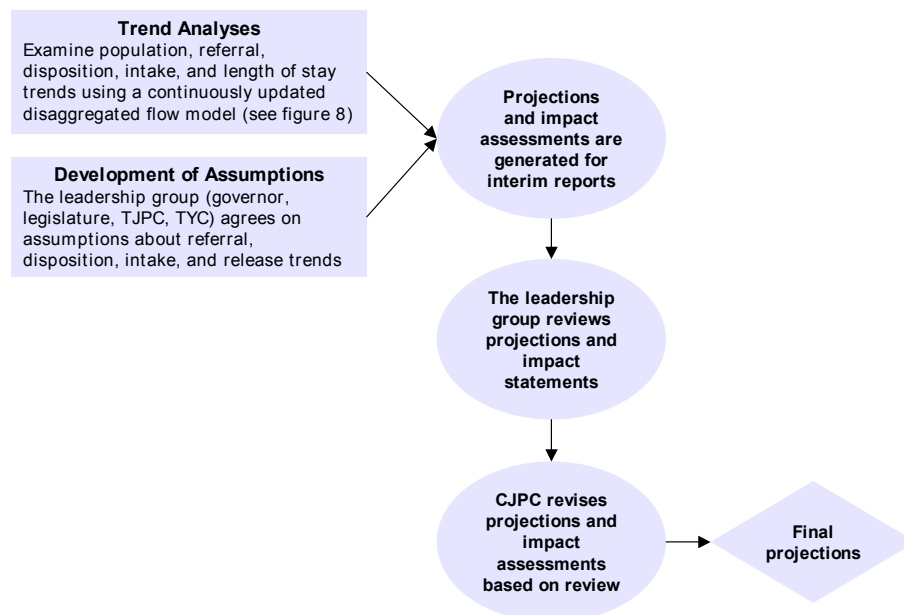 Trend Analyses
Examine population, referral,
disposition, intake, and length of stay
trends using a continuously updated
disaggregated flow model (see figure 8)
Development of Assumptions
The leadership group (governor,
legislature, TJPC, TYC) agrees on
assumptions about referral,
disposition, intake, and release trends
Projections
and impact
assessments are
generated for
interim reports
The leadership
group reviews
projections and
impact
statements
CJPC revises
projections and
impact
assessments
based on review
Final
projections